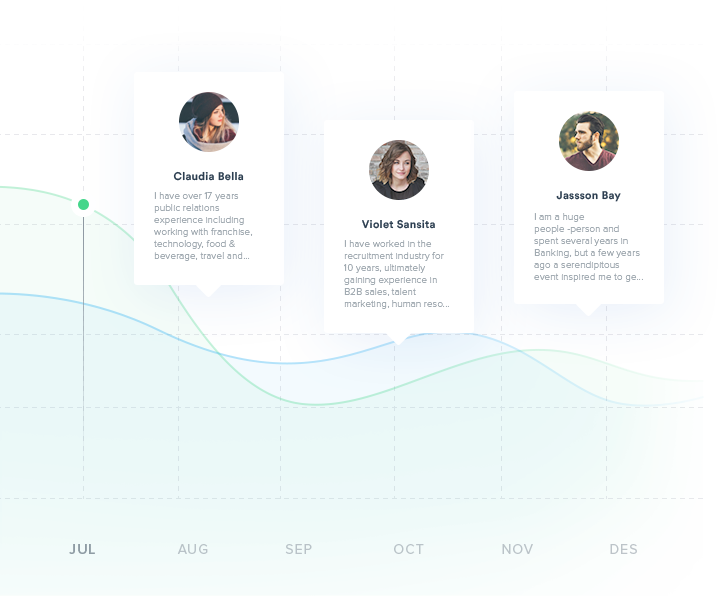 Claudia Bella
I have over 17 years
public relations
experience including
working with franchise,
technology, food &
beverage, travel and...
Violet Sansita
I have worked in the
recruitment industry for
10 years, ultimately
gaining experience in
B2B sales, talent
marketing, human reso...
Jassson Bay
I am a huge
people -person and
spent several years in
Banking, but a few years
ago a serendipitous
event inspired me to ge...
JUL AUG SEP OCT NOV DES